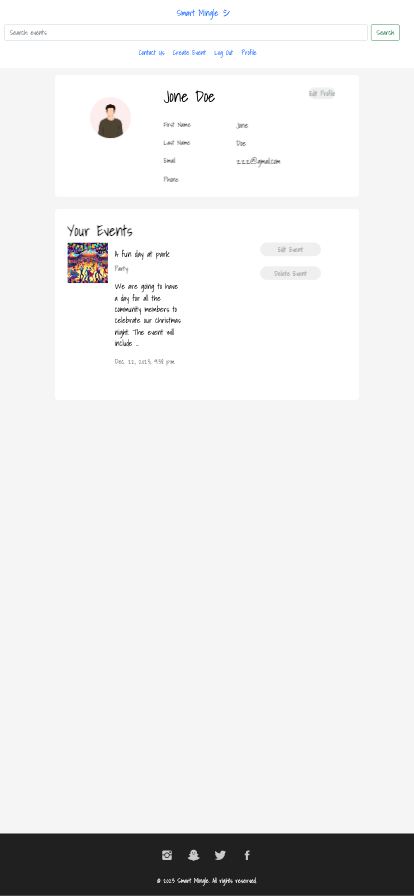 Smart Mingle シ
Search events
Search
Contact Us Create Event Log Out Profile
Jone Doe
Edit Profile
First Name Jone
Last Name Doe
Email zzzz@gmail.com
Phone
Your Events
A fun day at park
Party
We are going to have
a day for all the
community members to
celebrate our christmas
night. The event will
include ...
Dec. 22, 2023, 9:58 p.m.
Edit Event
Delete Event
© 2023 Smart Mingle. All rights reserved.